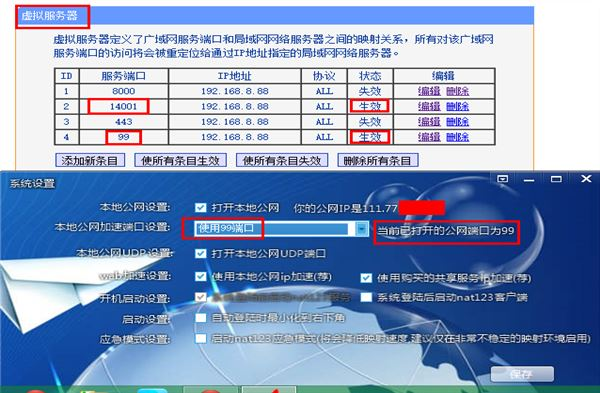 虚拟服务器
虚拟服务器定义了广域网服务端口和局域网网络服务器之间的映射关系，所有对该广域网
服务端口的访问将会被重定位给通过IP地址指定的局域网网络服务器。
ID 服务端口 IP地址 协议 状态 编辑
1 8000 192.168.8.88 ALL 失效 编辑 删除
2 14001 192.168.8.88 ALL 生效 编辑 删除
3 443 192.168.8.88 ALL 失效 编辑 删除
4 99 192.168.8.88 ALL 生效 编辑 删除
添加新条目 使所有条目生效 使所有条目失效 删除所有条目
系统设置
本地公网设置: 打开本地公网 你的公网IP是111.77
本地公网加速端口设置: 使用99端口 当前已打开的公网端口为99
本地公网UDP设置: 打开本地公网UDP端口
web加速设置: 使用本地公网ip加速(荐) 使用购买的共享服务ip加速(荐)
开机启动设置: 系统登陆后启动nat123客户端
启动设置: 自动登陆时最小化到右下角
应急模式设置: 启动nat123应急模式(将会降低映射速度,建议仅在非常不稳定的映射环境启用)
保存